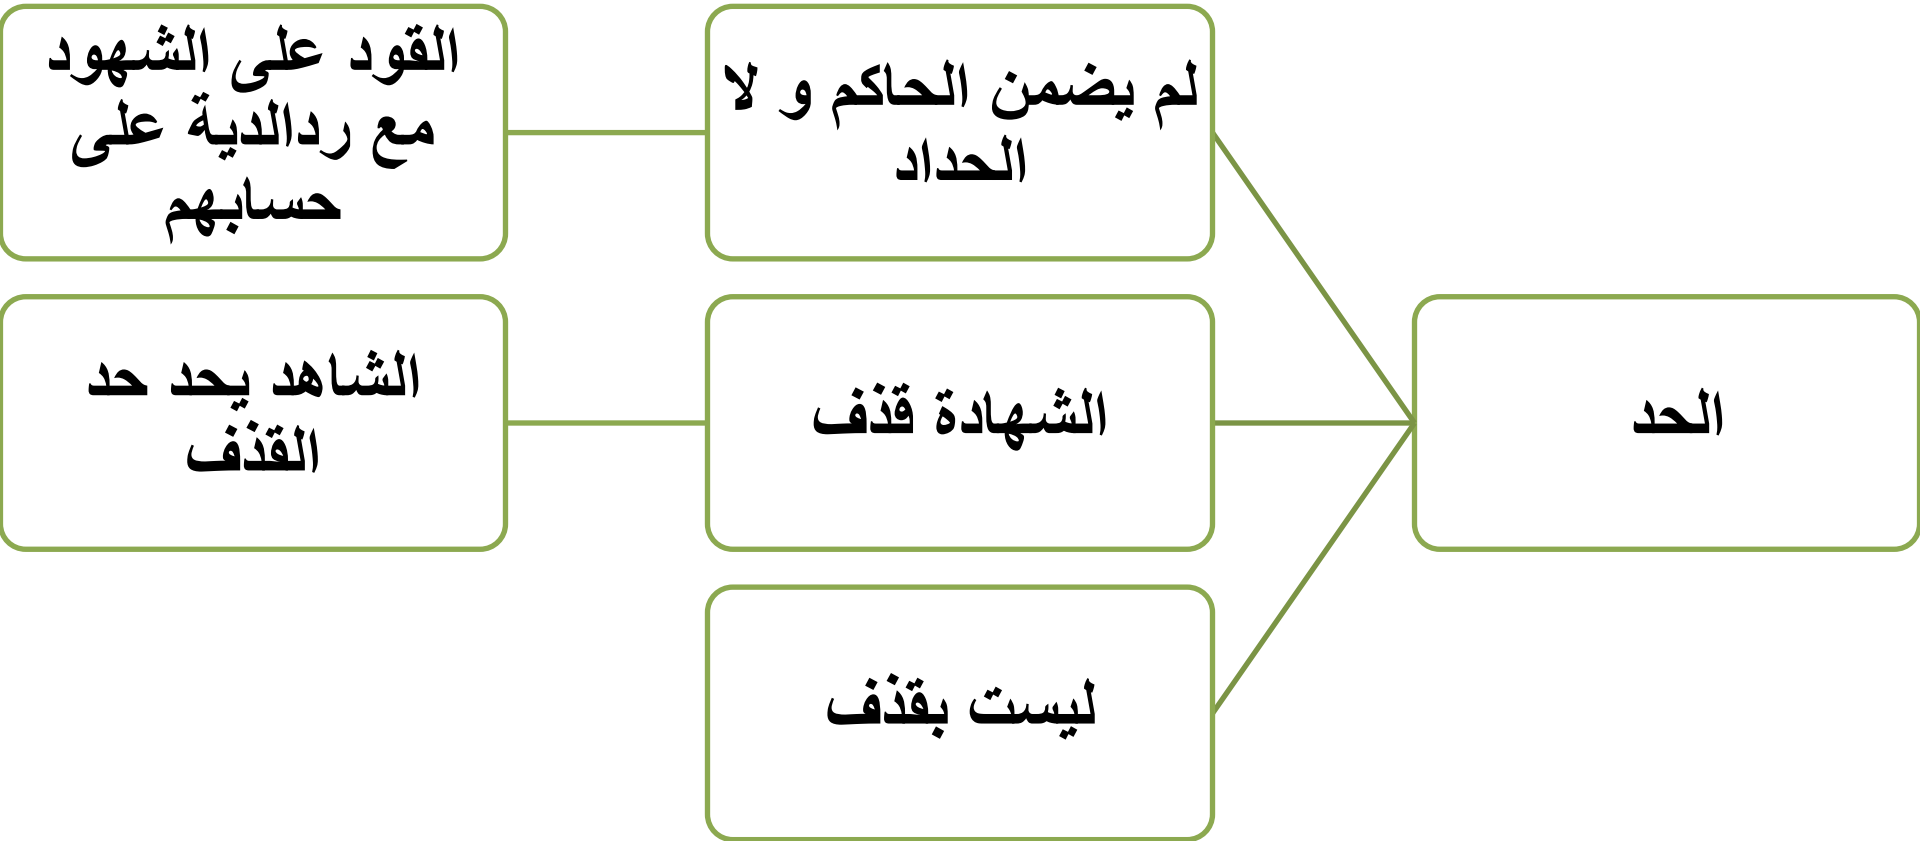 الحد
لم يضمن الحاكم و لا
الحداد
القود على الشهود
مع ردالدية على
حسابهم
الشهادة قذف
الشاهد يحد حد
القذف
ليست بقذف